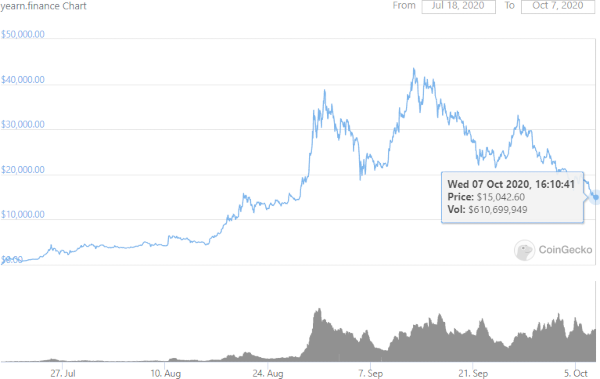 yearn.finance Chart
From Jul 18, 2020 To Oct 7, 2020
$50,000.00
$40,000.00
$30,000.00
$20,000.00
Wed 07 Oct 2020, 16:10:41
Price: $15,042.60
Vol: $610,699,949
$10,000.00
CoinGecko
$0.00
27. Jul 10. Aug 24. Aug 7. Sep 21. Sep 5. Oct